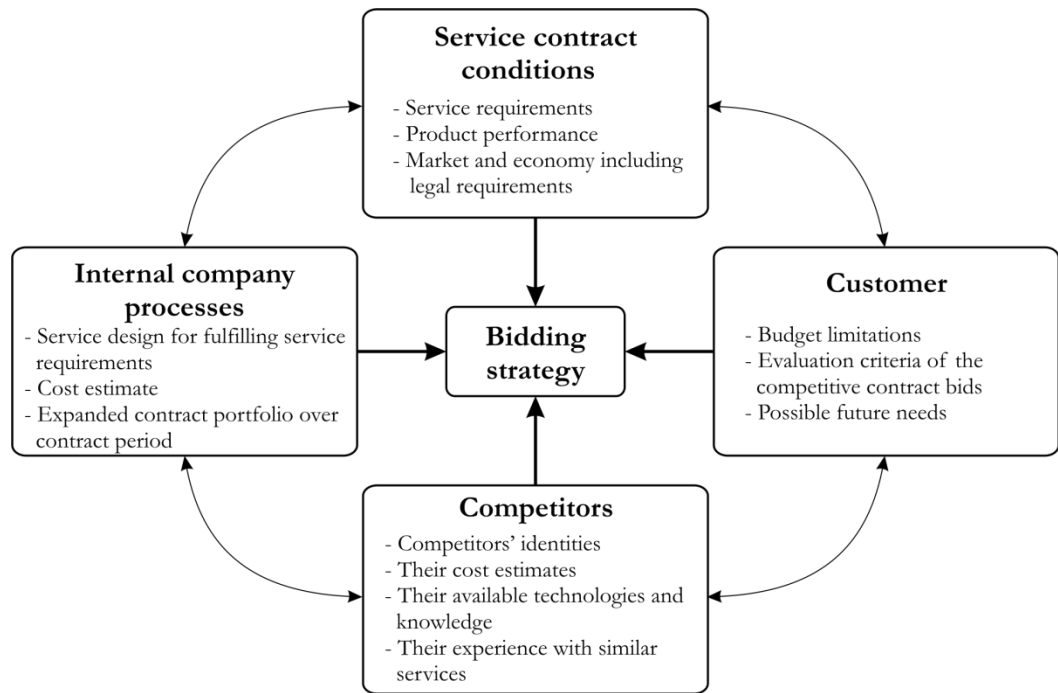 Service contract
conditions
- Service requirements
- Product performance
- Market and economy including
legal requirements
Internal company
processes
- Service design for fulfilling service
requirements
- Cost estimate
- Expanded contract portfolio over
contract period
Bidding
strategy
Customer
- Budget limitations
- Evaluation criteria of the
competitive contract bids
- Possible future needs
Competitors
- Competitors’ identities
- Their cost estimates
- Their available technologies and
knowledge
- Their experience with similar
services